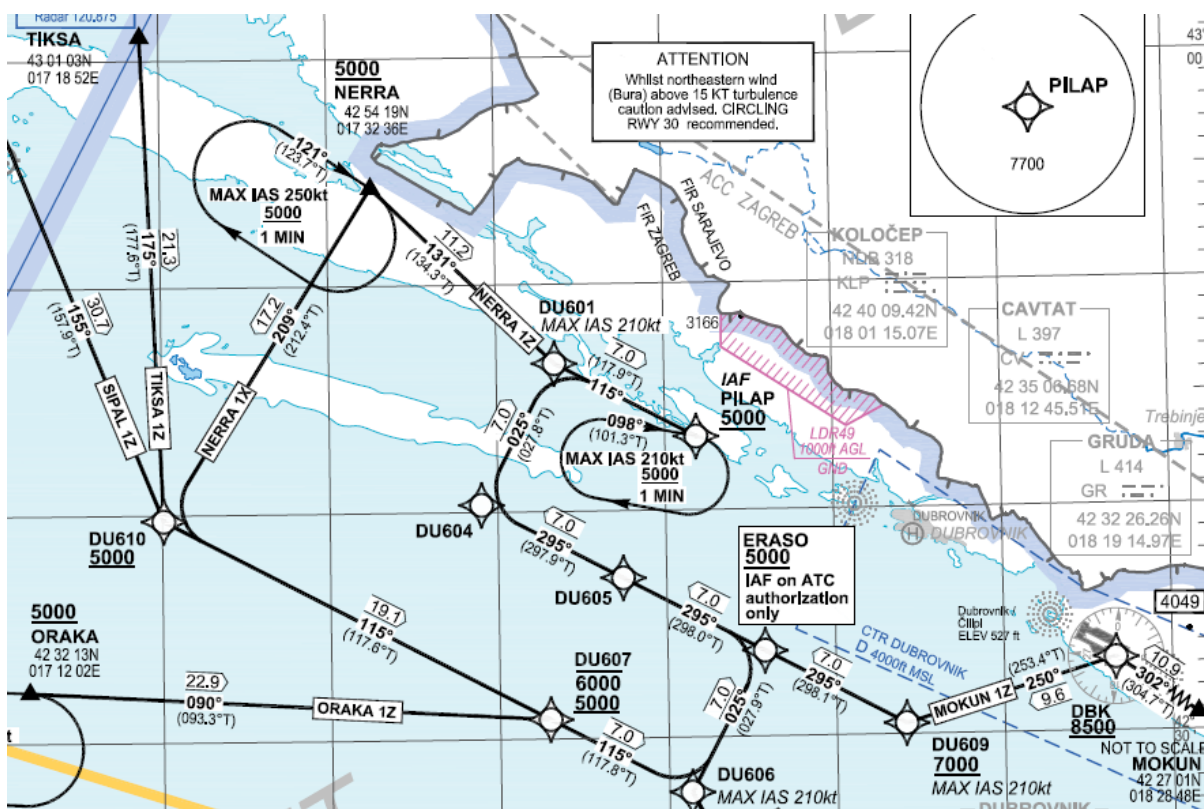 Radar 120.875
TIKSA
43 01 03N
017 18 52E
5000
NERRA
42 54 19N
017 32 36E
ATTENTION
Whilst northeastern wind
(Bura) above 15 KT turbulence
caution advised. CIRCLING
RWY 30 recommended.
PILAP
7700
43°
00
121°
(123.7°T)
MAX IAS 250kt
5000
1 MIN
21.3
175°
(177.6°T)
TIKSA 1Z
30.7
155°
(157.9°T)
SIPAL 1Z
17.2
209°
(212.4°T)
NERRA 1X
11.2
131°
(134.3°T)
NERRA 1Z
FIR ZAGREB
FIR SARAJEVO
ACC ZAGREB
KOLOČEP
NDB 318
KLP
42 40 09.42N
018 01 15.07E
CAVTAT
L 397
CV
42 35 06.68N
018 12 45.51E
Trebinje
GRUDA
L 414
GR
42 32 26.26N
018 19 14.97E
DU601
MAX IAS 210kt
7.0
(117.9°T)
115°
3166
IAF
PILAP
5000
LDR49
1000ft AGL
GND
098°
(101.3°T)
MAX IAS 210kt
5000
1 MIN
7.0
025°
(027.8°T)
DU604
7.0
295°
(297.9°T)
DU605
7.0
295°
(298.0°T)
ERASO
5000
IAF on ATC
authorization
only
DUBROVNIK
H
DUBROVNIK
DU610
5000
5000
ORAKA
42 32 13N
017 12 02E
19.1
115°
(117.6°T)
22.9
090°
(093.3°T)
ORAKA 1Z
DU607
6000
5000
7.0
115°
(117.8°T)
7.0
025°
(027.9°T)
DU606
MAX IAS 210kt
7.0
295°
(298.1°T)
CTR DUBROVNIK
D 4000ft MSL
DU609
7000
MAX IAS 210kt
MOKUN 1Z
(253.4°T)
250°
9.6
Dubrovnik /
Čilipi
ELEV 527 ft
4049
DBK
8500
10.9
302°
(304.7°T)
42°
30
NOT TO SCALE
MOKUN
42 27 01N
018 28 48E
DUBROVNIK